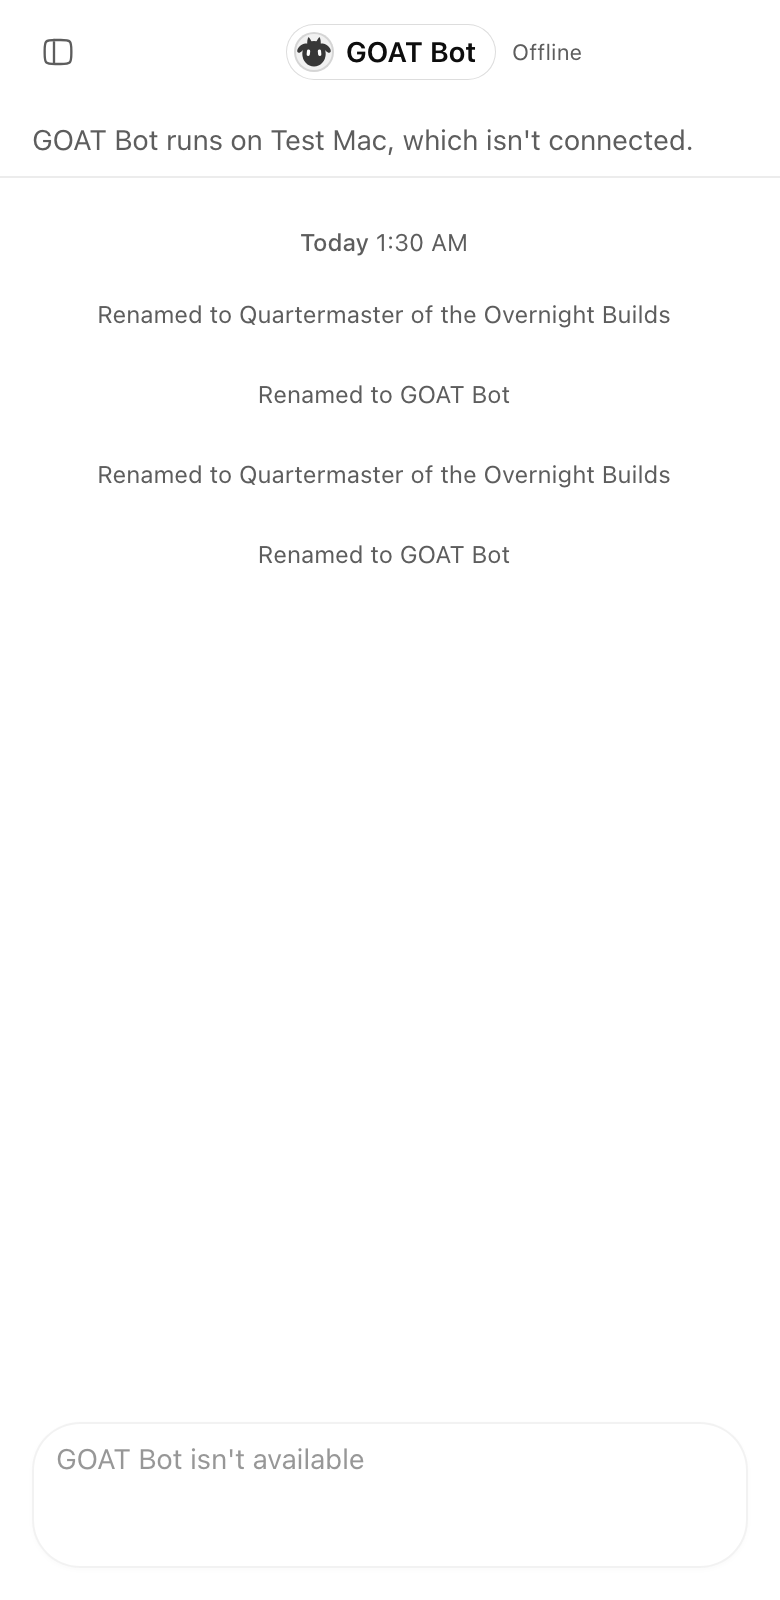 GOAT Bot Offline
GOAT Bot runs on Test Mac, which isn't connected.
Today 1:30 AM
Renamed to Quartermaster of the Overnight Builds
Renamed to GOAT Bot
Renamed to Quartermaster of the Overnight Builds
Renamed to GOAT Bot
GOAT Bot isn't available